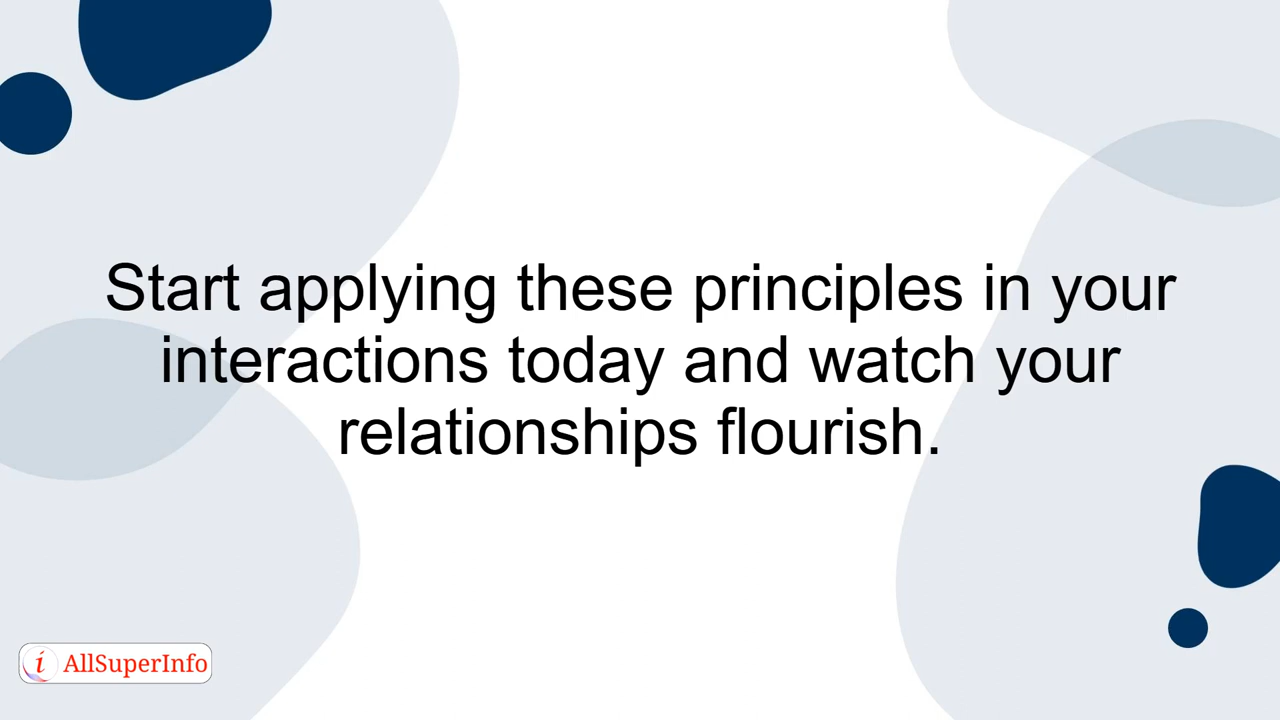 Start applying these principles in your
interactions today and watch your
relationships flourish.
i AllSuperInfo